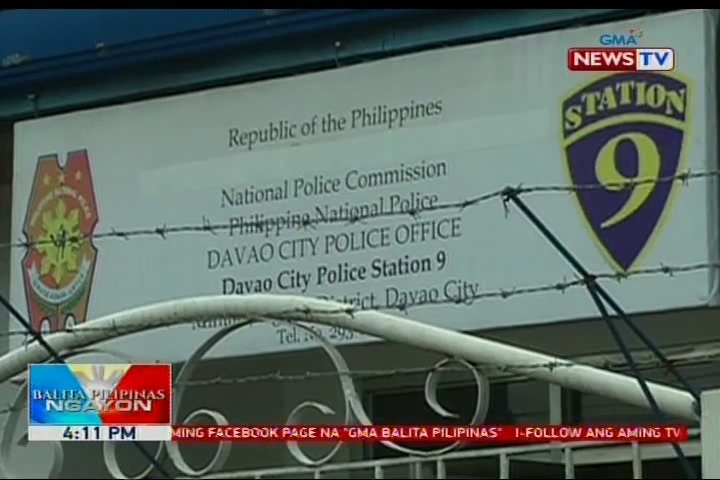 GMA
NEWS TV
STATION
9
Republic of the Philippines
National Police Commission
Philippine National Police
DAVAO CITY POLICE OFFICE
Davao City Police Station 9
District, Davao City
Tel. No. 293
BALITA PILIPINAS
NGAYON
4:11 PM
MING FACEBOOK PAGE NA "GMA BALITA PILIPINAS" I-FOLLOW ANG AMING TV